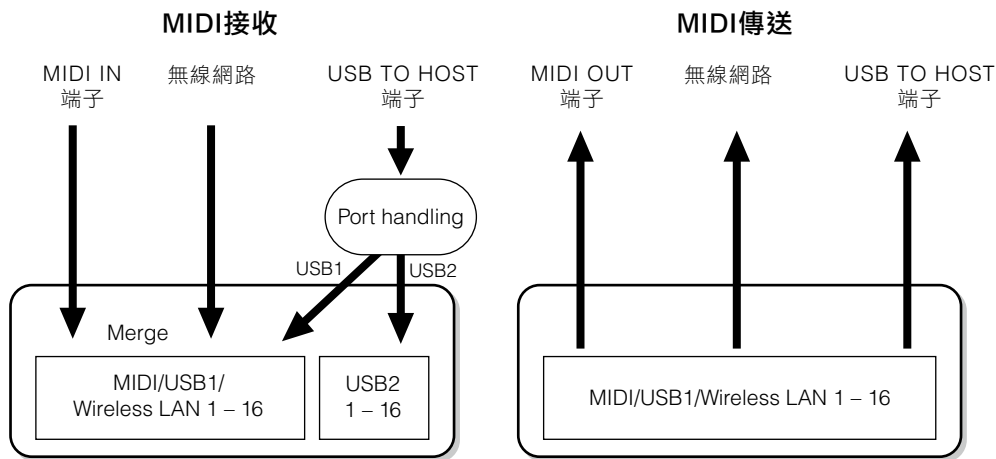 MIDI接收
MIDI IN
端子
無線網路
USB TO HOST
端子
Port handling
USB1
USB2
Merge
MIDI/USB1/
Wireless LAN 1 – 16
USB2
1 – 16
MIDI傳送
MIDI OUT
端子
無線網路
USB TO HOST
端子
MIDI/USB1/Wireless LAN 1 – 16